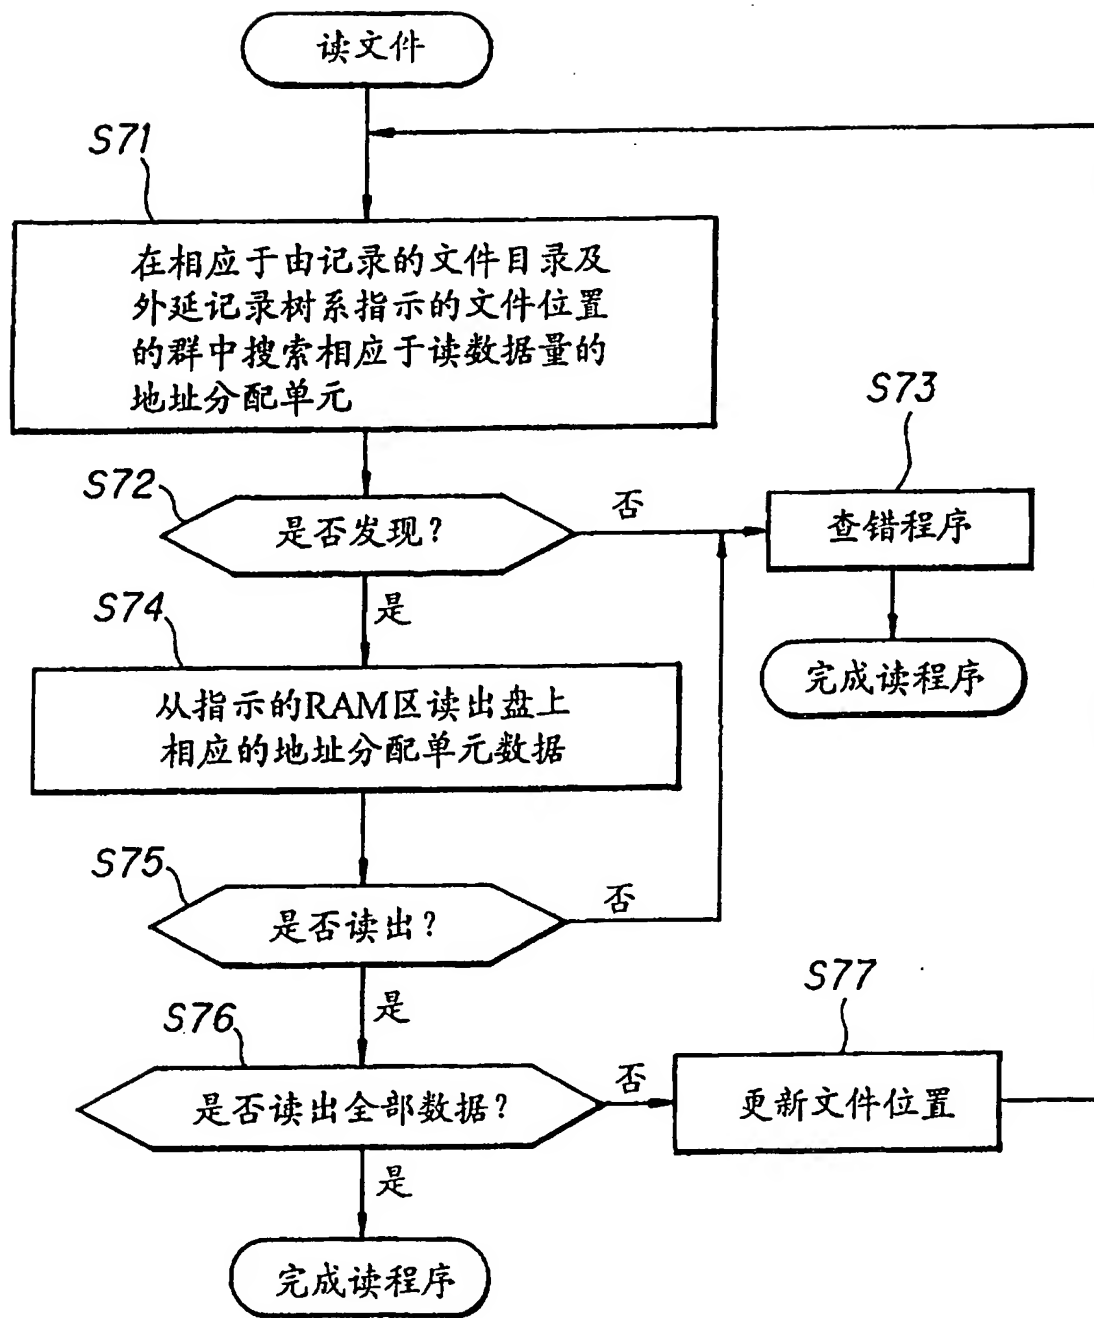 读文件
S71
在相应于由记录的文件目录及
外延记录树系指示的文件位置
的群中搜索相应于读数据量的
地址分配单元
S72
是否发现？
否
S73
查错程序
是
完成读程序
S74
从指示的RAM区读出盘上
相应的地址分配单元数据
S75
是否读出？
否
是
S76
是否读出全部数据？
否
S77
更新文件位置
是
完成读程序